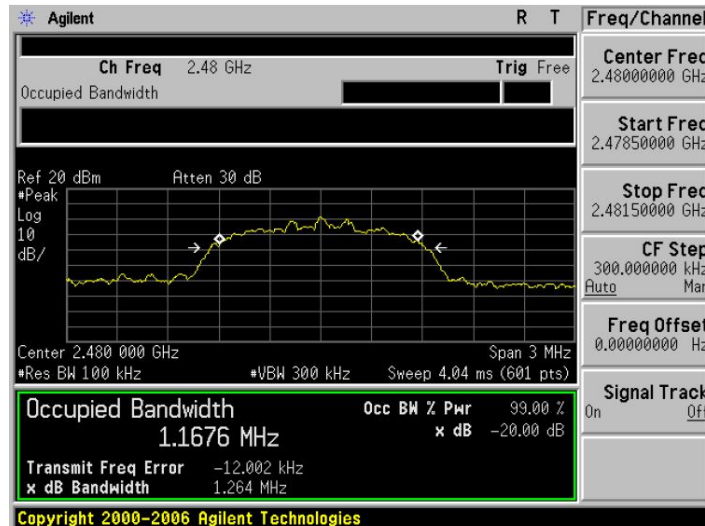 Agilent R T
Ch Freq 2.48 GHz Trig Free
Occupied Bandwidth
Ref 20 dBm Atten 30 dB
#Peak
Log
10
dB/
Center 2.480 000 GHz Span 3 MHz
#Res BW 100 kHz #VBW 300 kHz Sweep 4.04 ms (601 pts)
Occupied Bandwidth
1.1676 MHz
Occ BW % Pwr 99.00 %
x dB -20.00 dB
Transmit Freq Error -12.002 kHz
x dB Bandwidth 1.264 MHz
Copyright 2000-2006 Agilent Technologies
Freq/Channel
Center Freq
2.48000000 GHz
Start Freq
2.47850000 GHz
Stop Freq
2.48150000 GHz
CF Step
300.000000 kHz
Auto Man
Freq Offset
0.00000000 Hz
Signal Track
On Off